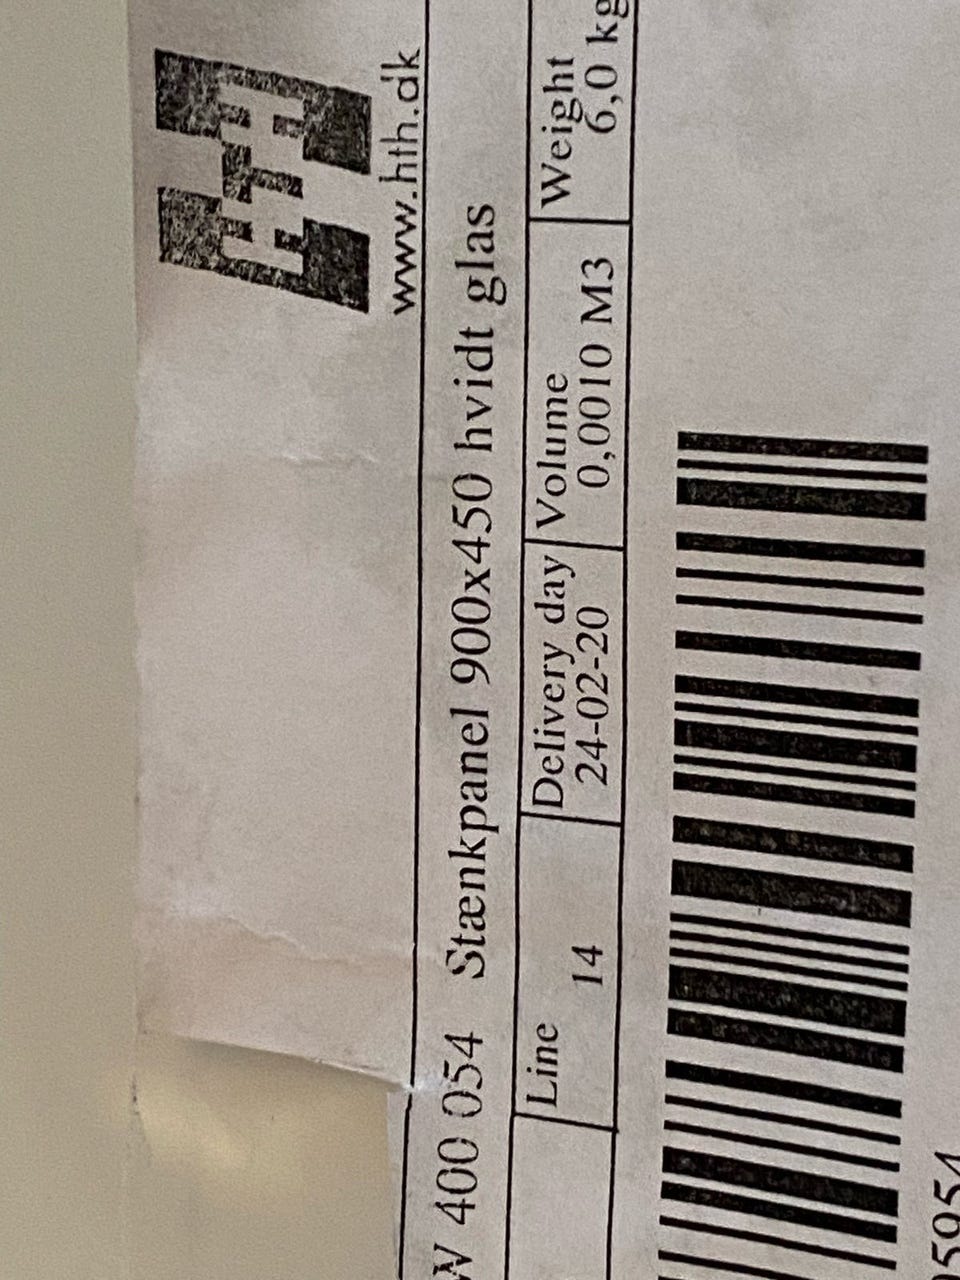 www.hth.dk
W 400 054 Stænkpanel 900x450 hvidt glas
Line Delivery day Volume Weight
14 24-02-20 0,0010 M3 6,0 kg
5954